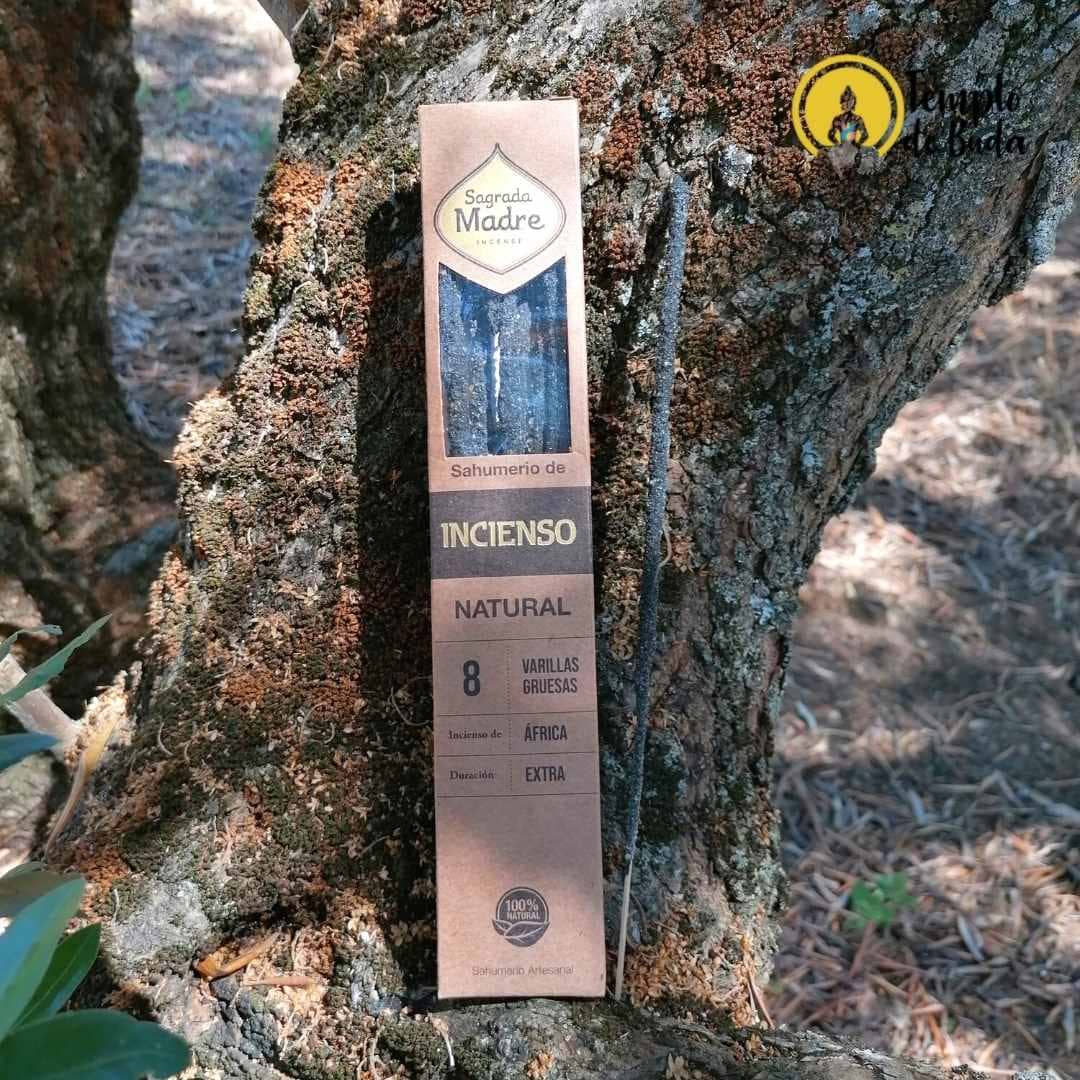 Templo
de Buda
Sagrada
Madre
INCENSE
Sahumerio de
INCIENSO
NATURAL
8
VARILLAS
GRUESAS
Incienso de
ÁFRICA
Duración
EXTRA
100%
NATURAL
Sahumario Artesanal